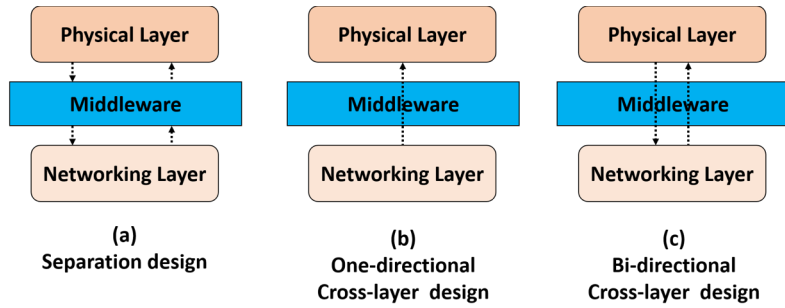 Physical Layer
Middleware
Networking Layer
(a)
Separation design
Physical Layer
Middleware
Networking Layer
(b)
One-directional
Cross-layer design
Physical Layer
Middleware
Networking Layer
(c)
Bi-directional
Cross-layer design